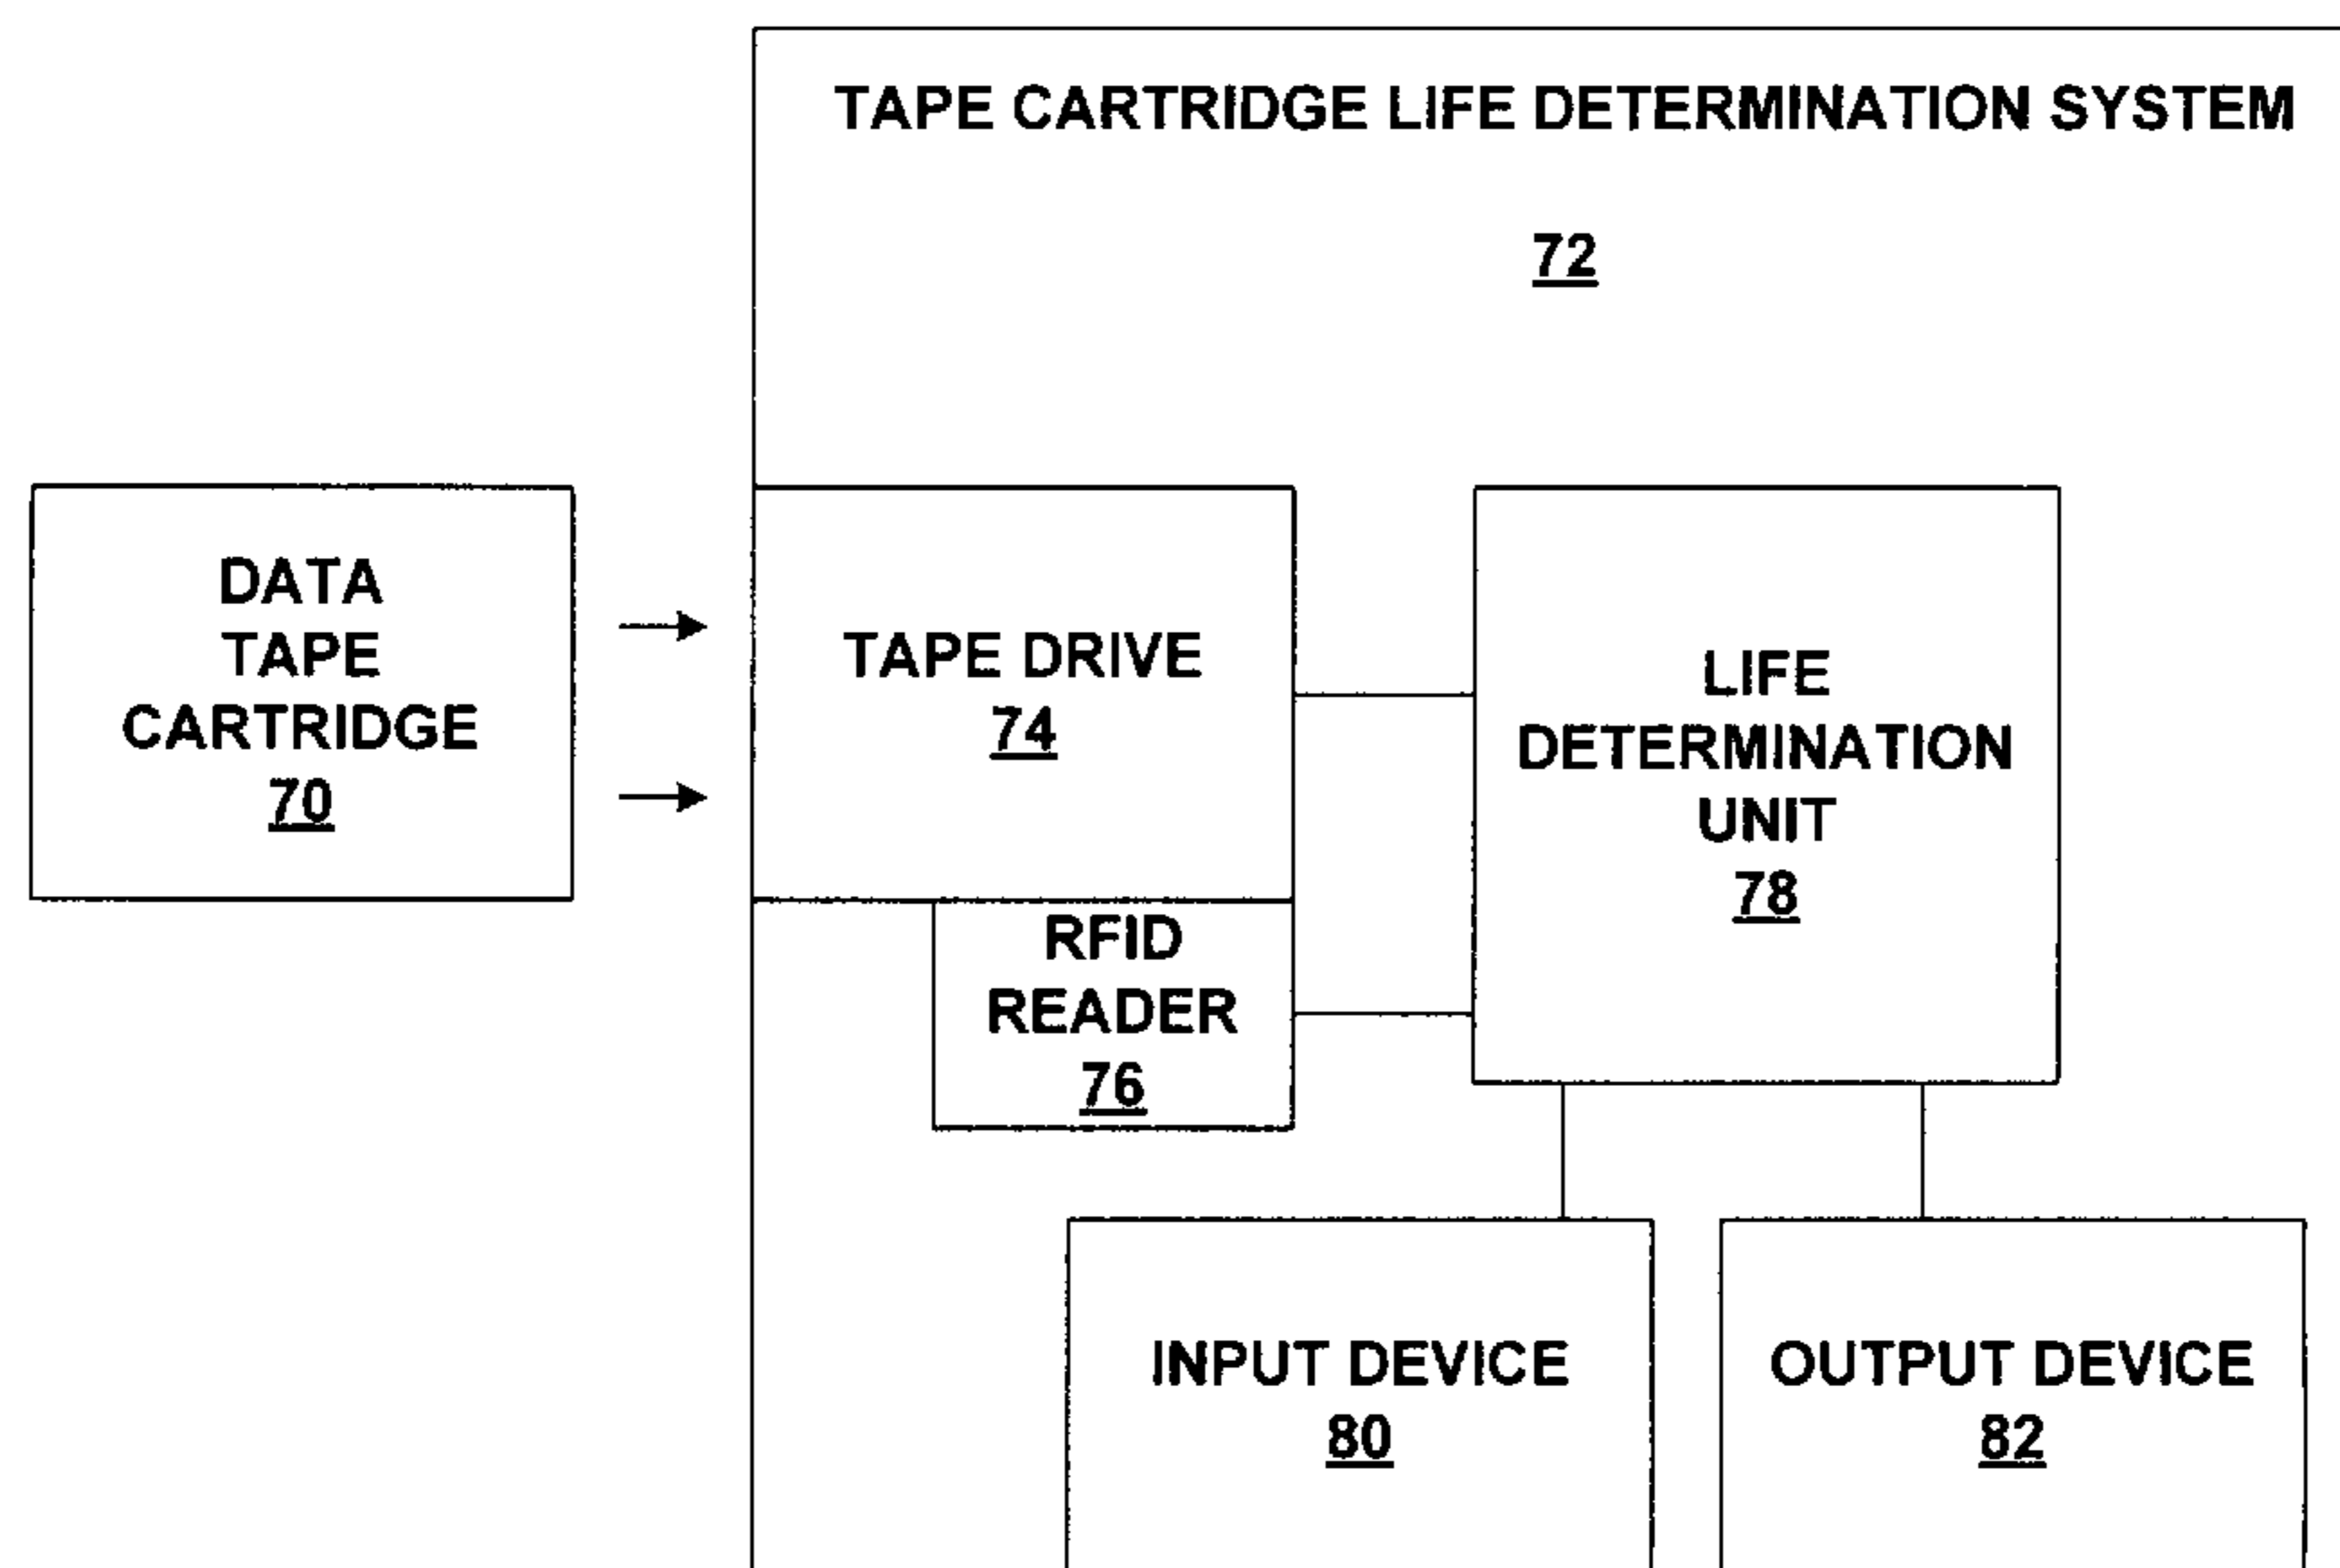 TAPE CARTRIDGE LIFE DETERMINATION SYSTEM
72
DATA
TAPE
CARTRIDGE
70
TAPE DRIVE
74
RFID
READER
76
LIFE
DETERMINATION
UNIT
78
INPUT DEVICE
80
OUTPUT DEVICE
82